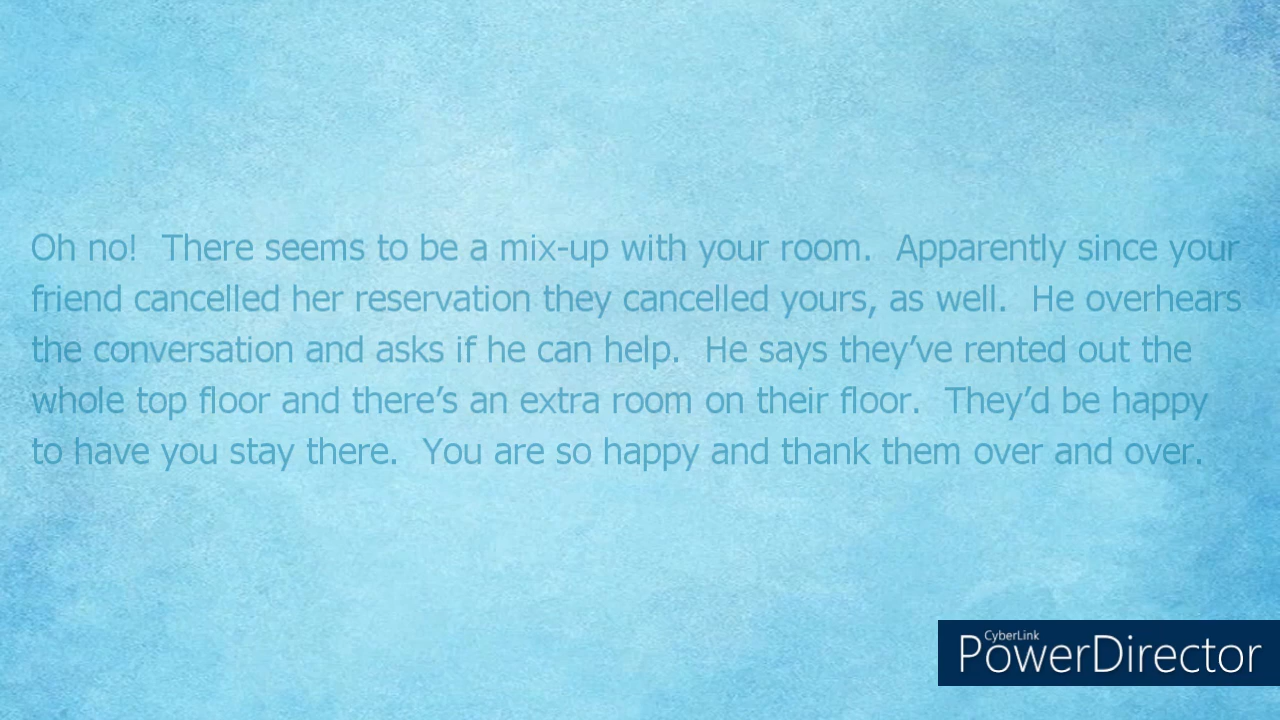 Oh no!  There seems to be a mix-up with your room.  Apparently since your
friend cancelled her reservation they cancelled yours, as well.  He overhears
the conversation and asks if he can help.  He says they’ve rented out the
whole top floor and there’s an extra room on their floor.  They’d be happy
to have you stay there.  You are so happy and thank them over and over.
CyberLink
PowerDirector